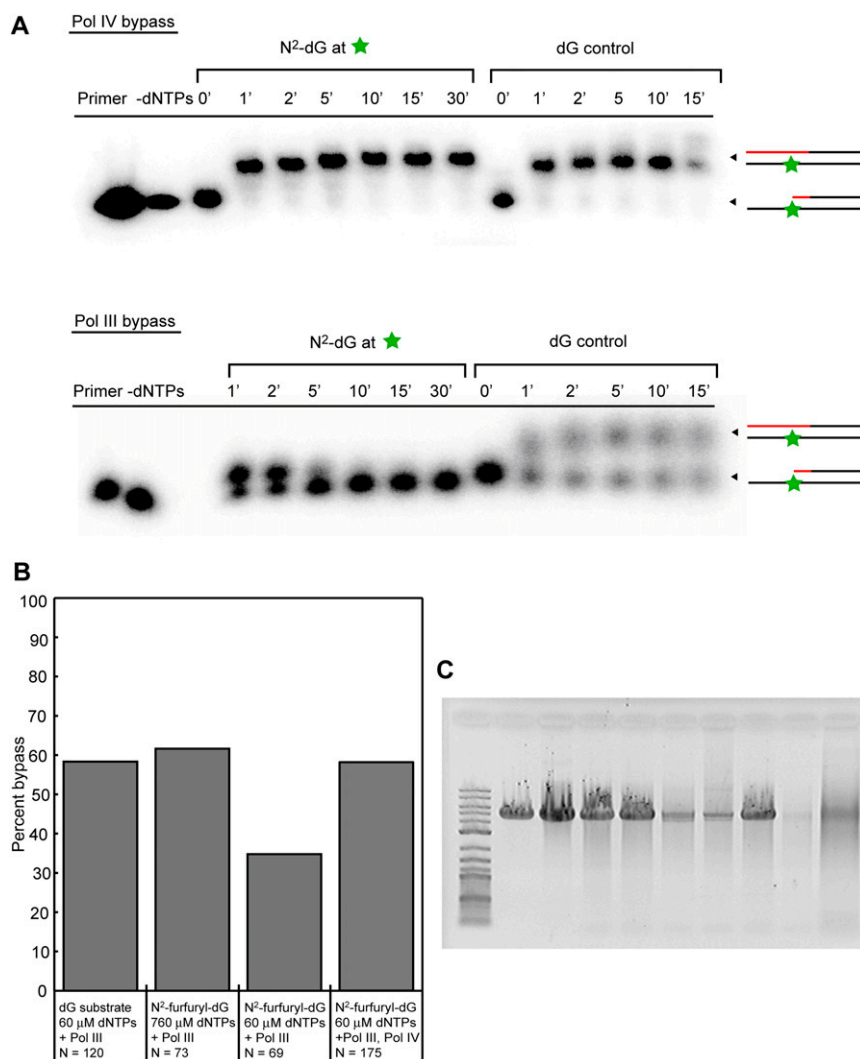 A
Pol IV bypass
N²-dG at
dG control
Primer -dNTPs 0' 1' 2' 5' 10' 15' 30' 0' 1' 2' 5 10' 15'
Pol III bypass
N²-dG at
dG control
Primer -dNTPs 1' 2' 5' 10' 15' 30' 0' 1' 2' 5' 10' 15'
B
100
90
80
70
60
50
40
30
20
10
0
Percent bypass
dG substrate
60 µM dNTPs
+ Pol III
N = 120
N²-furfuryl-dG
760 µM dNTPs
+ Pol III
N = 73
N²-furfuryl-dG
60 µM dNTPs
+ Pol III
N = 69
N²-furfuryl-dG
60 µM dNTPs
+Pol III, Pol IV
N = 175
C